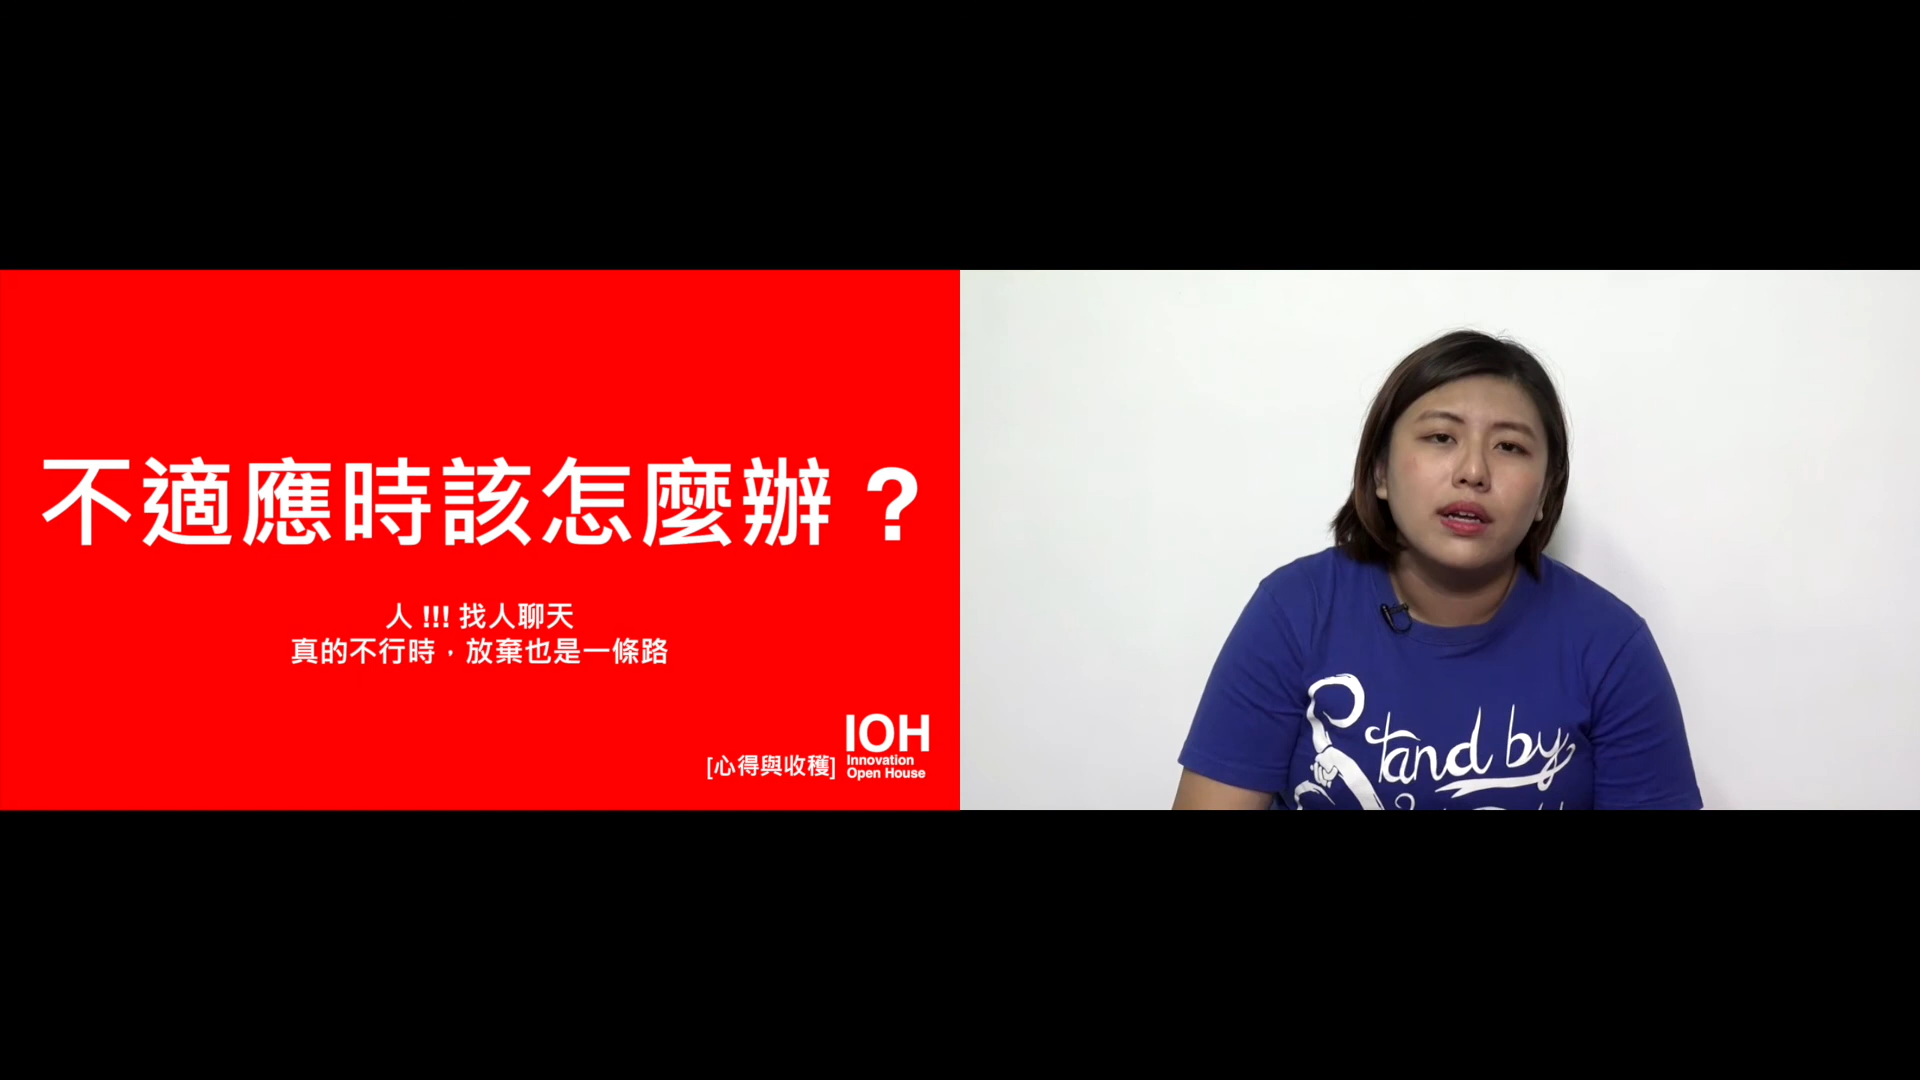 不適應時該怎麼辦?
人 !!! 找人聊天
真的不行時，放棄也是一條路
[心得與收穫]
IOH
Innovation
Open House
Stand by